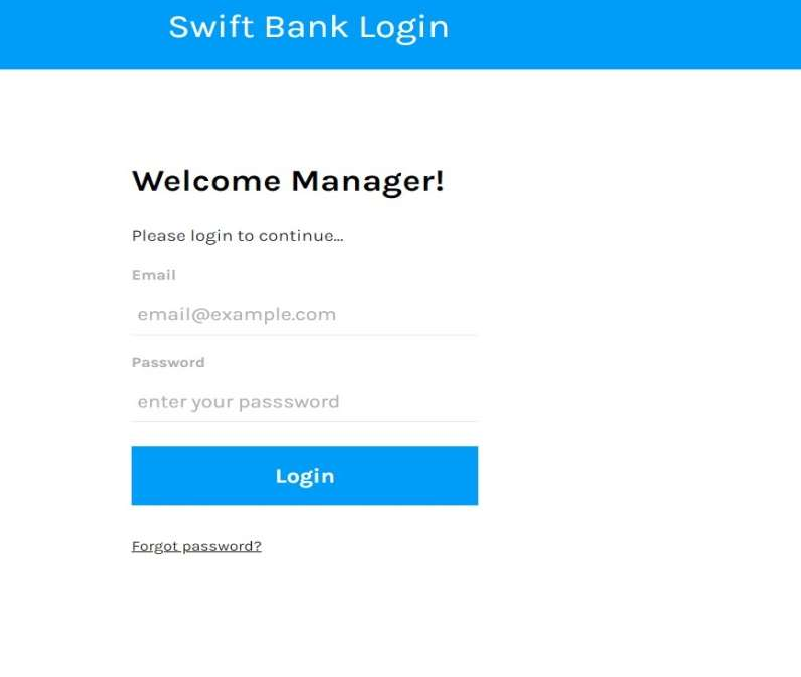 Swift Bank Login
Welcome Manager!
Please login to continue...
Email
email@example.com
Password
enter your passsword
Login
Forgot password?